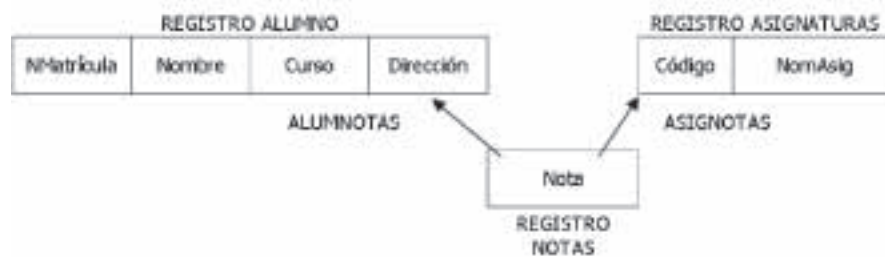 REGISTRO ALUMNO
REGISTRO ASIGNATURAS
NMatrícula Nombre Curso Dirección
Código NomAsig
ALUMNOTAS
ASIGNOTAS
Nota
REGISTRO
NOTAS